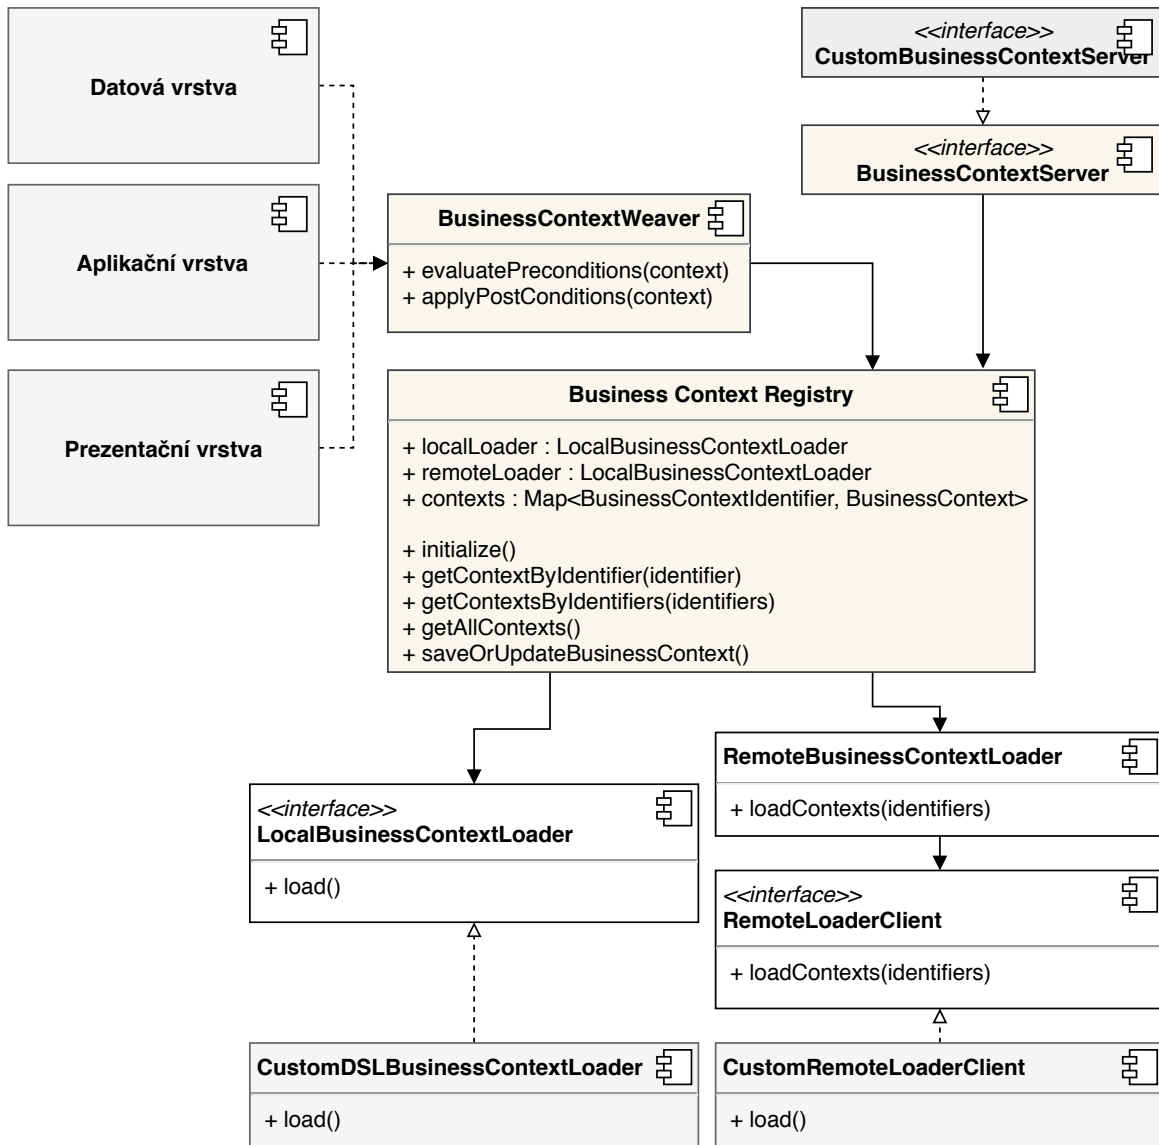 Datová vrstva
Aplikační vrstva
Prezentační vrstva
<<interface>>
CustomBusinessContextServer
<<interface>>
BusinessContextServer
BusinessContextWeaver
+ evaluatePreconditions(context)
+ applyPostConditions(context)
Business Context Registry
+ localLoader : LocalBusinessContextLoader
+ remoteLoader : LocalBusinessContextLoader
+ contexts : Map<BusinessContextIdentifier, BusinessContext>
+ initialize()
+ getContextByIdentifier(identifier)
+ getContextsByIdentifiers(identifiers)
+ getAllContexts()
+ saveOrUpdateBusinessContext()
<<interface>>
LocalBusinessContextLoader
+ load()
RemoteBusinessContextLoader
+ loadContexts(identifiers)
<<interface>>
RemoteLoaderClient
+ loadContexts(identifiers)
CustomDSLBusinessContextLoader
+ load()
CustomRemoteLoaderClient
+ load()